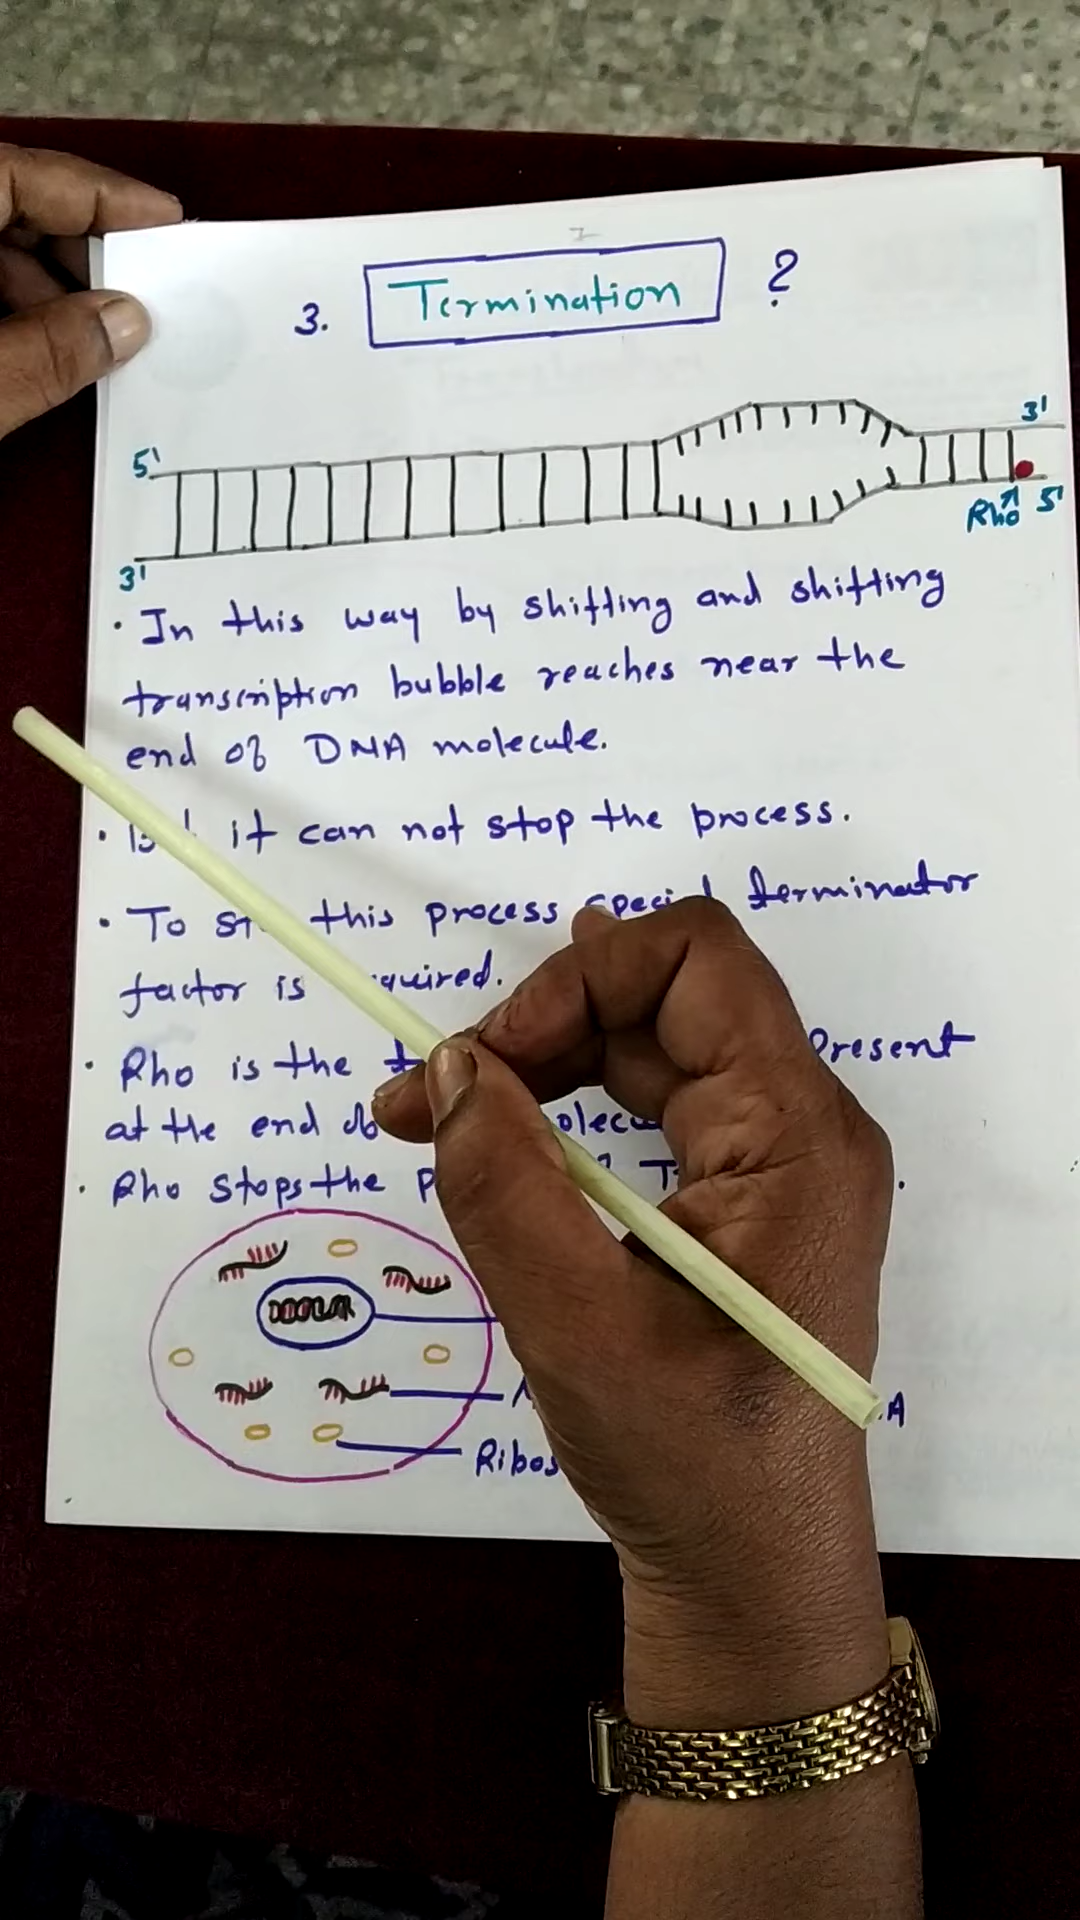 3. Termination ?
5' 3'
3' Rho 5'
• In this way by shifting and shifting
transcription bubble reaches near the
end of DNA molecule.
• it can not stop the process.
• To this process terminator
factor is
• Rho is the Present
at the end
• Rho stops the
A